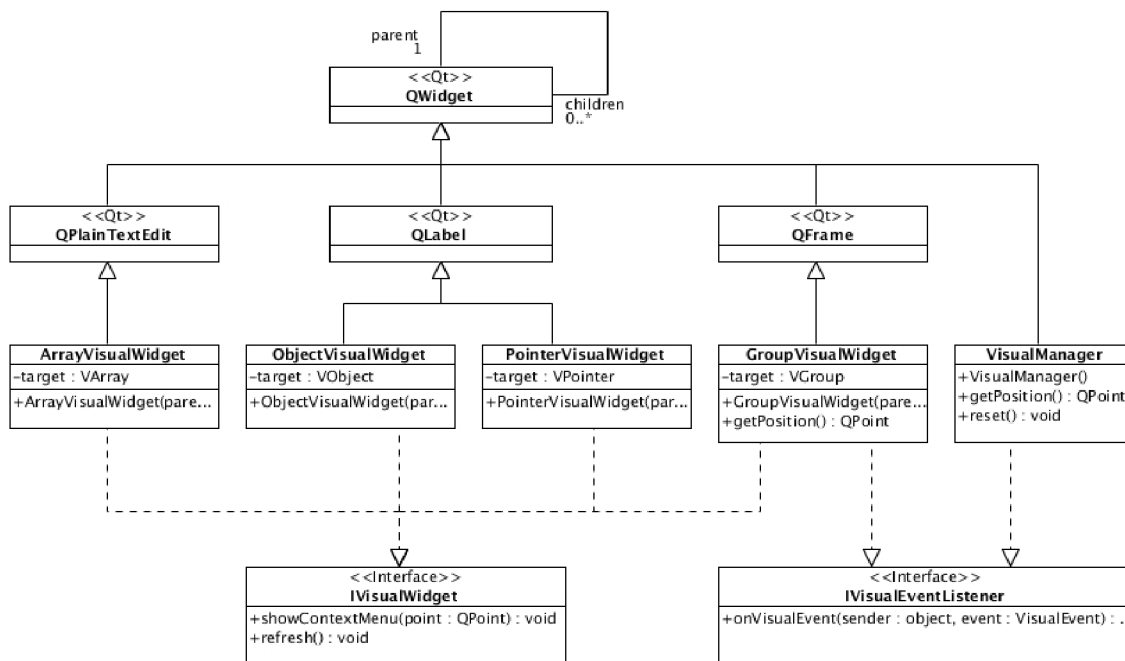 parent
1
<<Qt>>
QWidget
children
0..*
<<Qt>>
QPlainTextEdit
<<Qt>>
QLabel
<<Qt>>
QFrame
ArrayVisualWidget
-target : VArray
+ArrayVisualWidget(pare...
ObjectVisualWidget
-target : VObject
+ObjectVisualWidget(par...
PointerVisualWidget
-target : VPointer
+PointerVisualWidget(par...
GroupVisualWidget
-target : VGroup
+GroupVisualWidget(pare...
+getPosition() : QPoint
VisualManager
+VisualManager()
+getPosition() : QPoint
+reset() : void
<<Interface>>
IVisualWidget
+showContextMenu(point : QPoint) : void
+refresh() : void
<<Interface>>
IVisualEventListener
+onVisualEvent(sender : object, event : VisualEvent) : ..